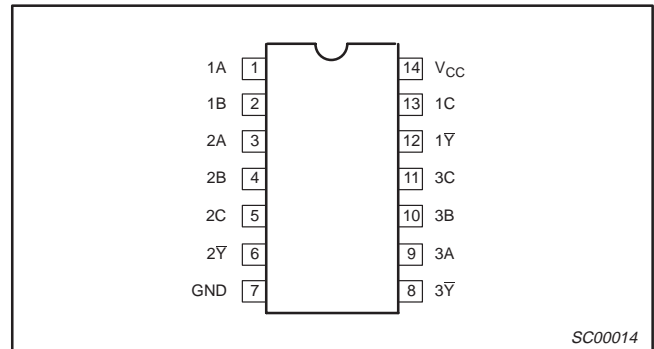 1A 1 14 V_CC
1B 2 13 1C
2A 3 12 1Y̅
2B 4 11 3C
2C 5 10 3B
2Y̅ 6 9 3A
GND 7 8 3Y̅
SC00014